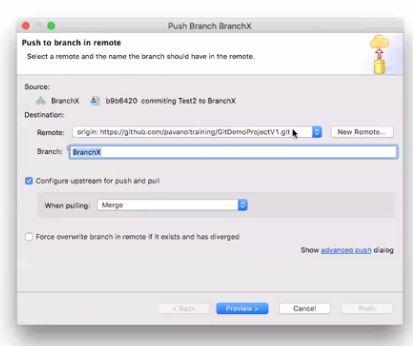 Push Branch BranchX
Push to branch in remote
Select a remote and the name the branch should have in the remote.
Source:
BranchX b9b6420 commiting Test2 to BranchX
Destination:
Remote: origin: https://github.com/pavanoltraining/GitDemoProjectV1.git New Remote...
Branch: BranchX
Configure upstream for push and pull
When pulling: Merge
Force overwrite branch in remote if it exists and has diverged
Show advanced push dialog
< Back Preview > Cancel Push